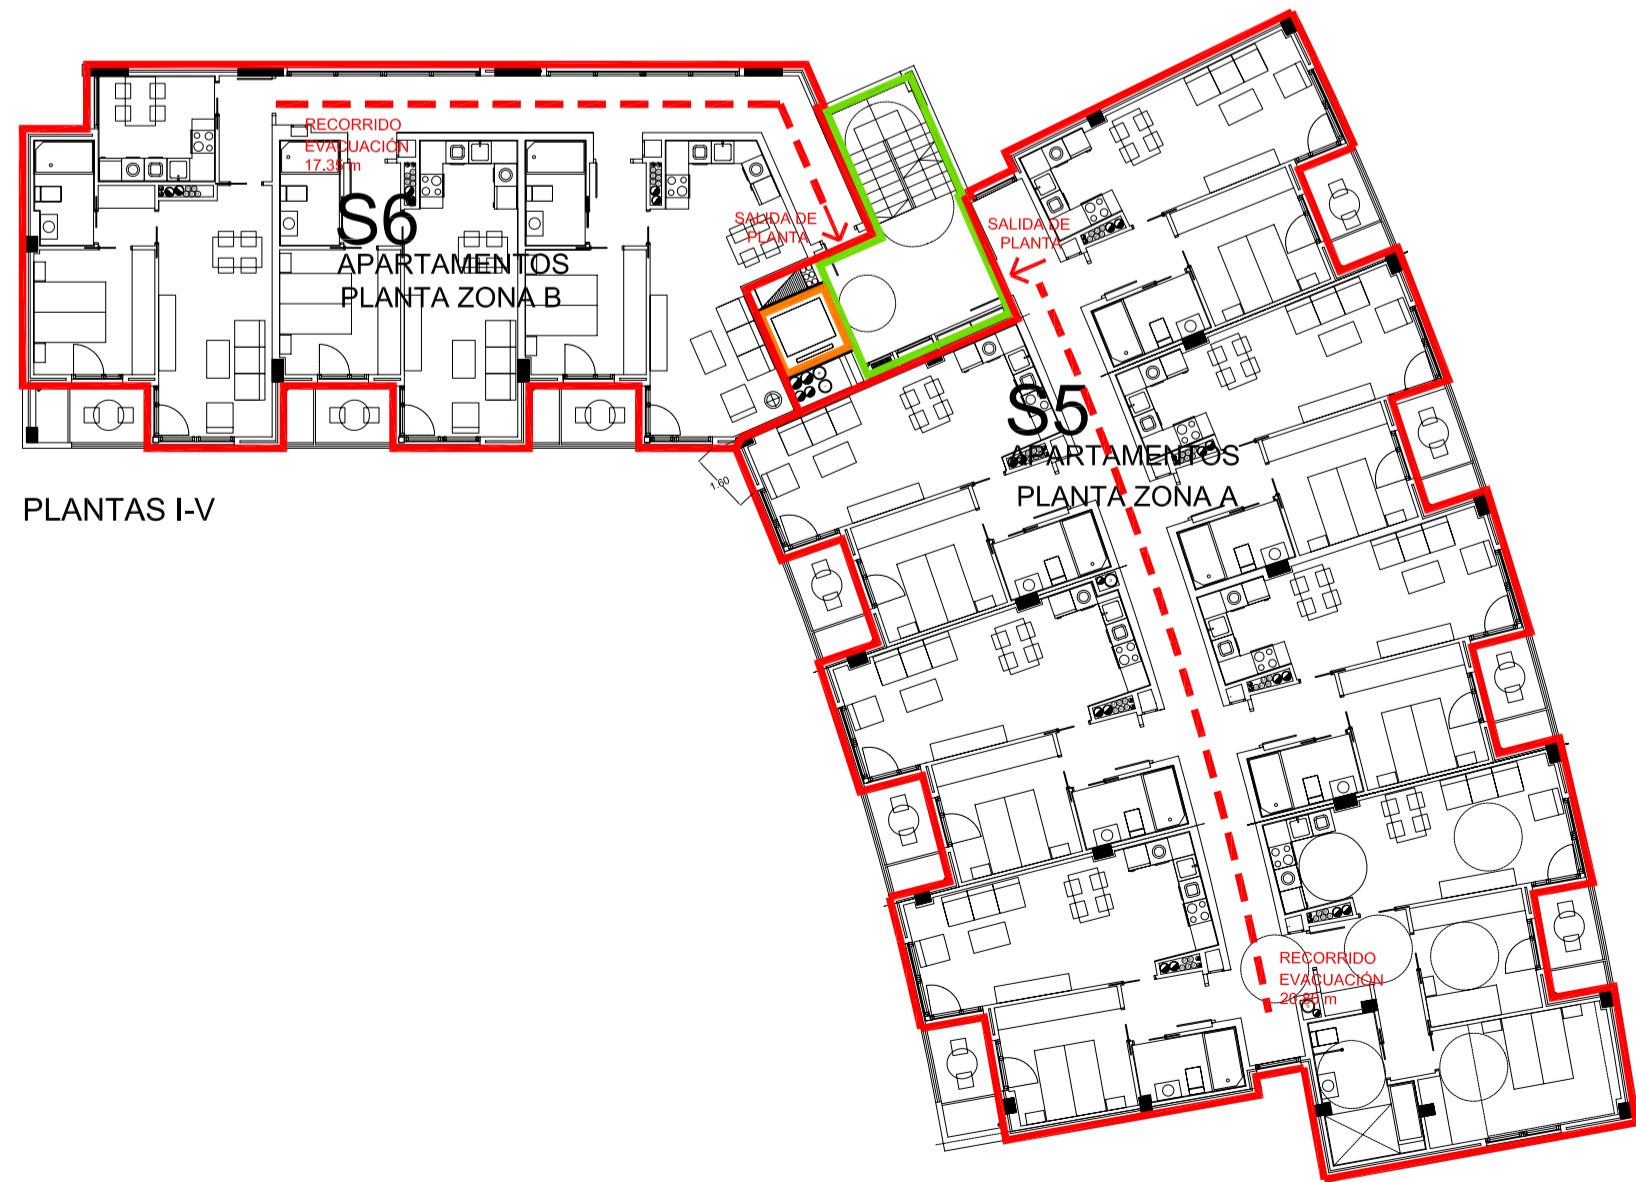 RECORRIDO
EVACUACIÓN
17.35 m
S6
APARTAMENTOS
PLANTA ZONA B
SALIDA DE
PLANTA
SALIDA DE
PLANTA
S5
APARTAMENTOS
PLANTA ZONA A
1.60
PLANTAS I-V
RECORRIDO
EVACUACIÓN
m